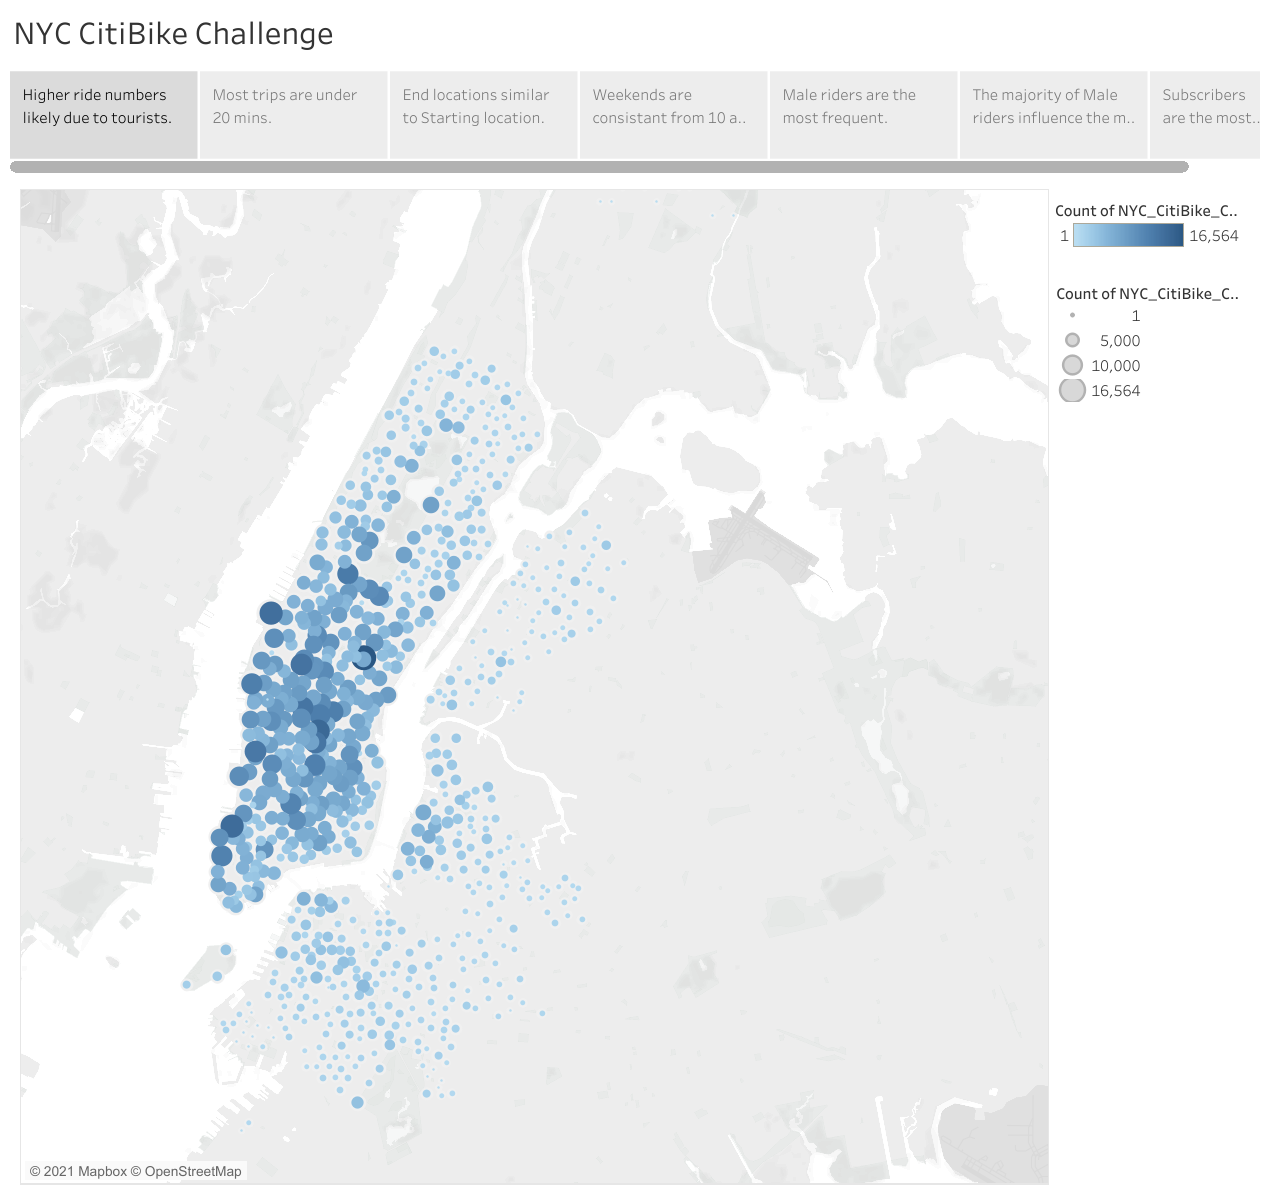 NYC CitiBike Challenge
Higher ride numbers
likely due to tourists.
Most trips are under
20 mins.
End locations similar
to Starting location.
Weekends are
consistant from 10 a..
Male riders are the
most frequent.
The majority of Male
riders influence the m..
Subscribers
are the most..
Count of NYC_CitiBike_C..
1
16,564
Count of NYC_CitiBike_C..
1
5,000
10,000
16,564
© 2021 Mapbox © OpenStreetMap